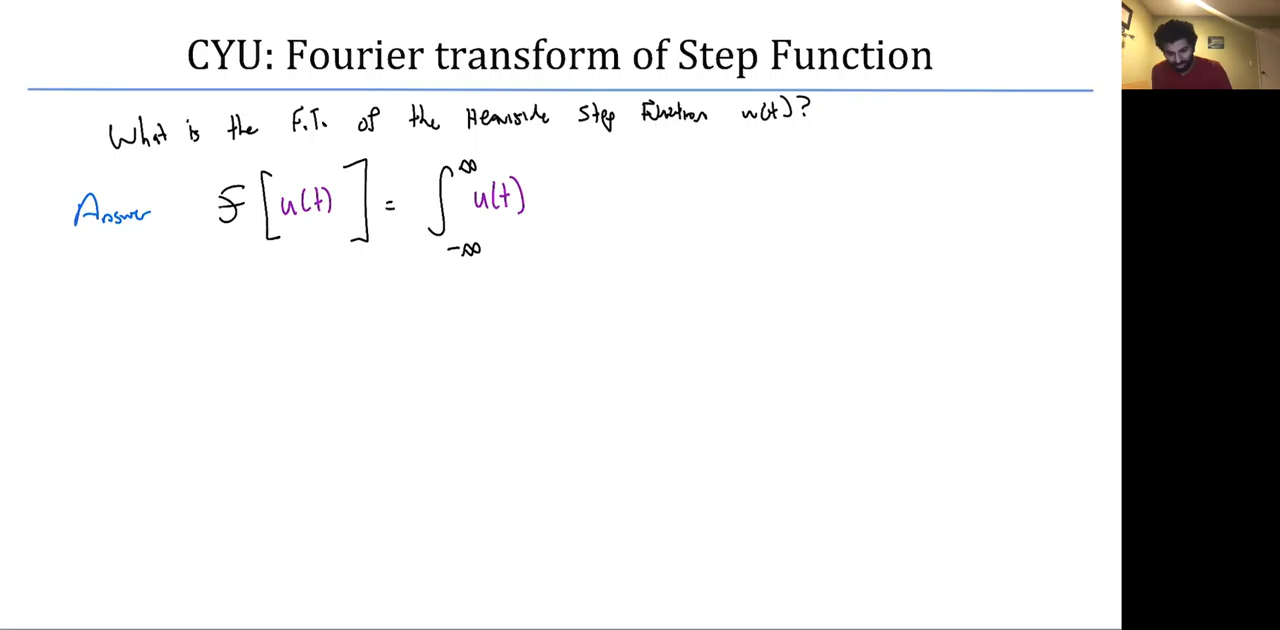 CYU: Fourier transform of Step Function
What is the F.T. of the Heaviside Step Function u(t)?
Answer ℱ[u(t)] = ∫_{-∞}^{∞} u(t)